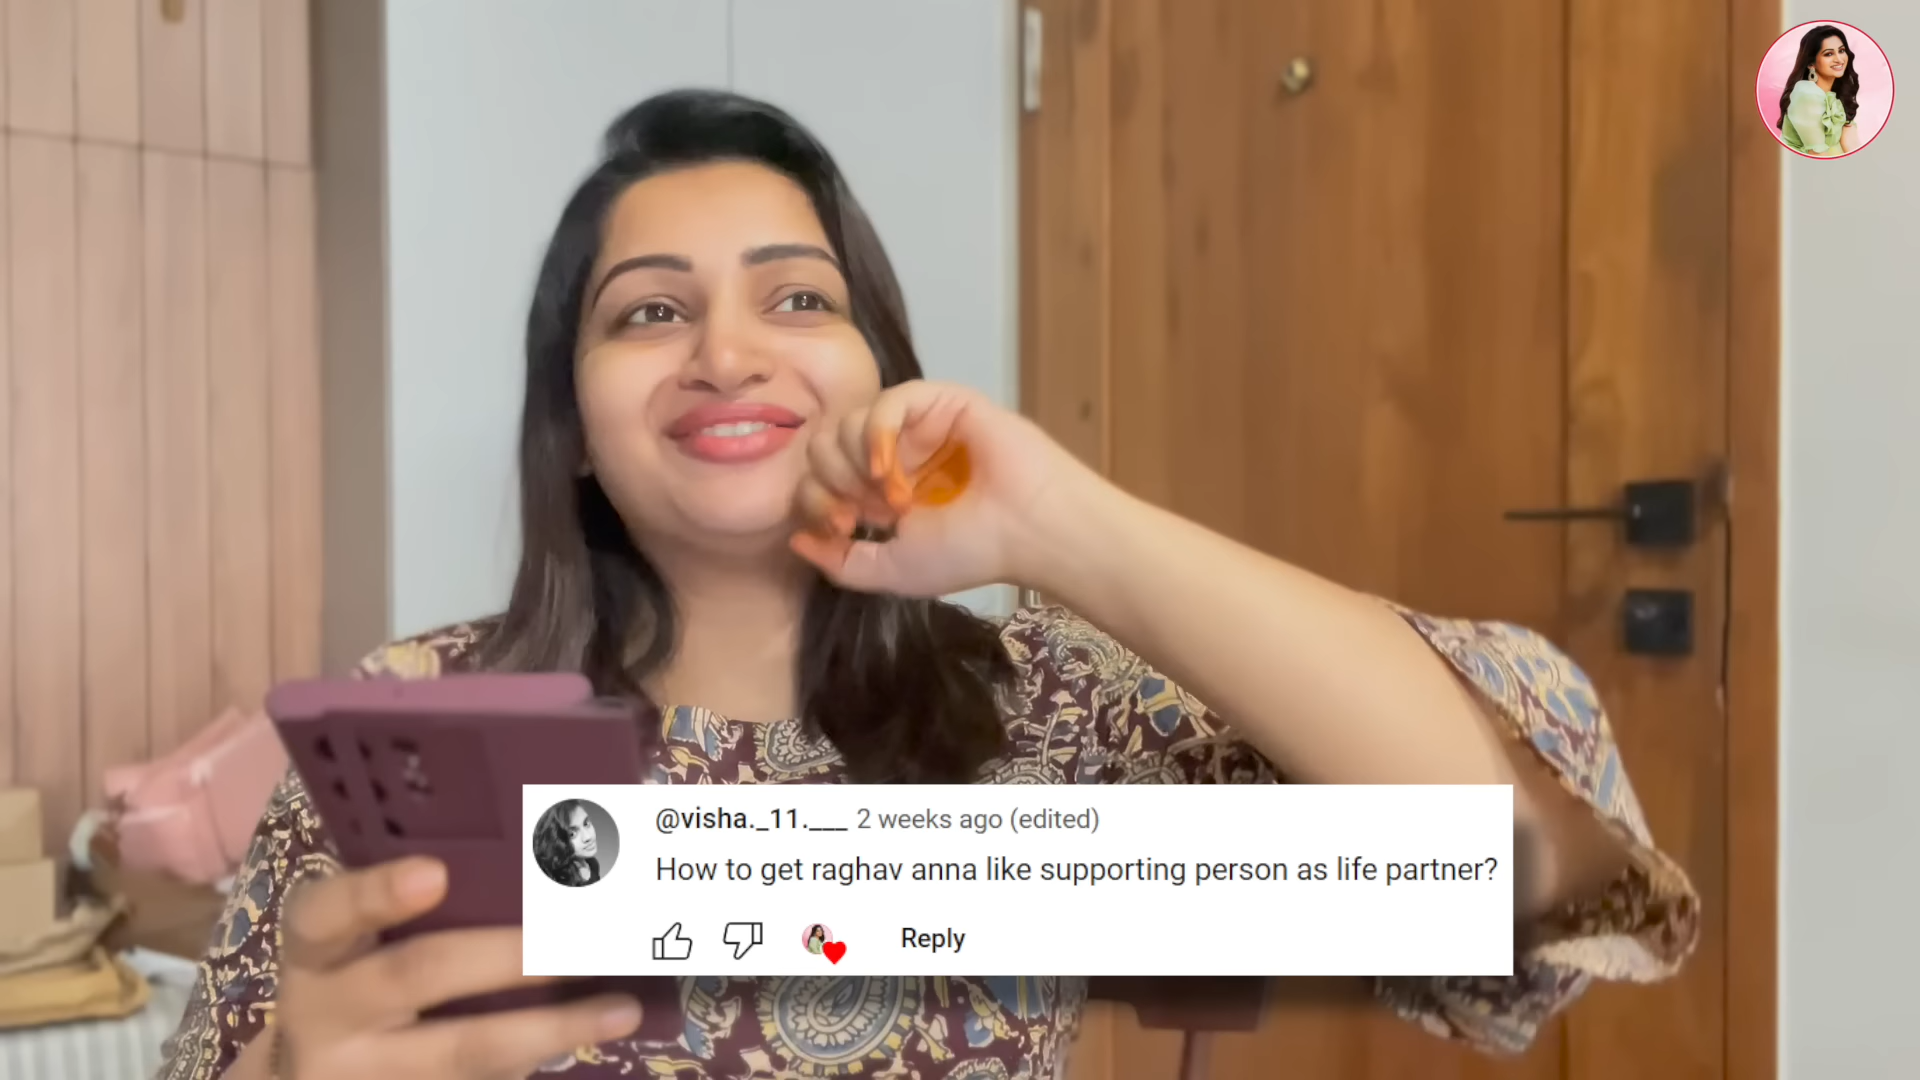 @visha._11.___ 2 weeks ago (edited)
How to get raghav anna like supporting person as life partner?
Reply